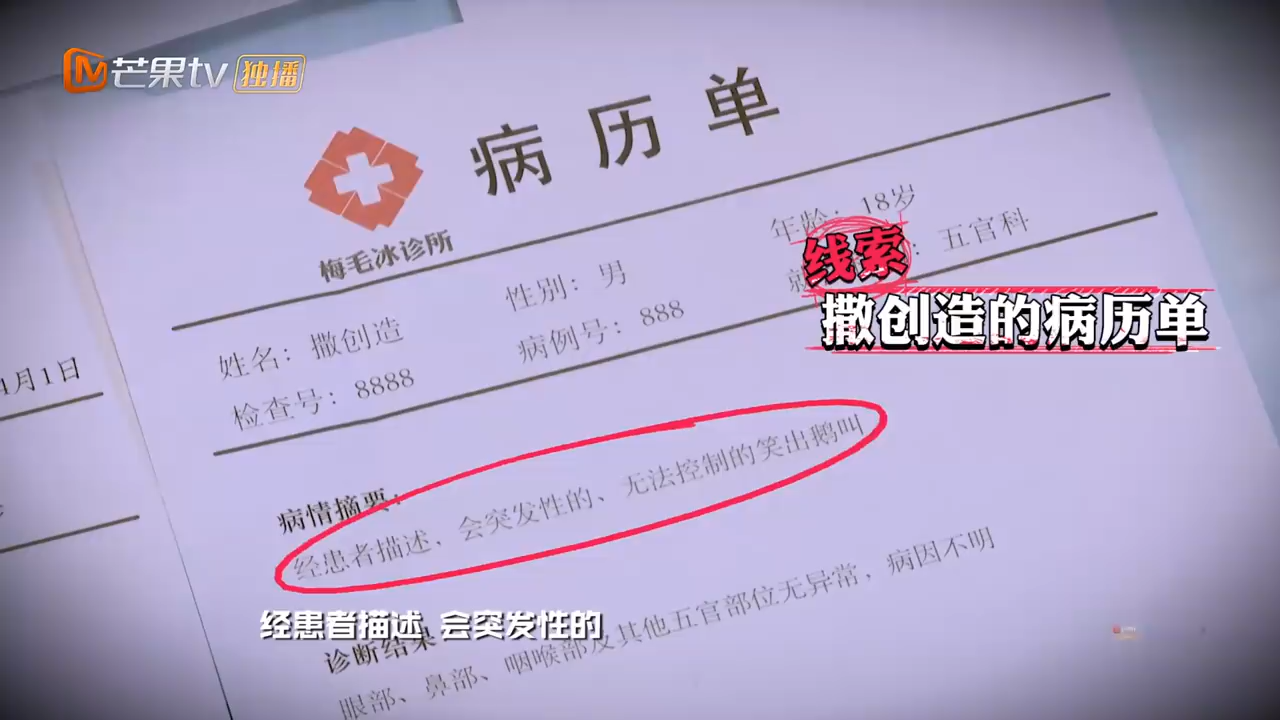 芒果tv 独播
病历单
梅毛冰诊所
年龄：18岁
性别：男
姓名：撒创造
五官科
病例号：888
检查号：8888
线索
撒创造的病历单
月1日
病情摘要：
经患者描述，会突发性的、无法控制的笑出鹅叫
诊断结果
眼部、鼻部、咽喉部及其他五官部位无异常，病因不明
经患者描述 会突发性的